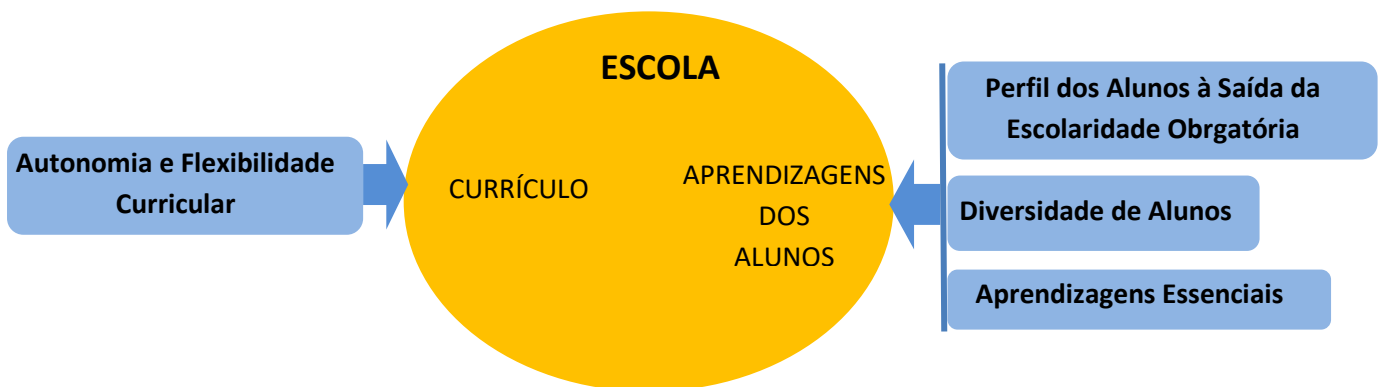 ESCOLA
Autonomia e Flexibilidade
Curricular
CURRÍCULO
APRENDIZAGENS
DOS
ALUNOS
Perfil dos Alunos à Saída da
Escolaridade Obrgatória
Diversidade de Alunos
Aprendizagens Essenciais